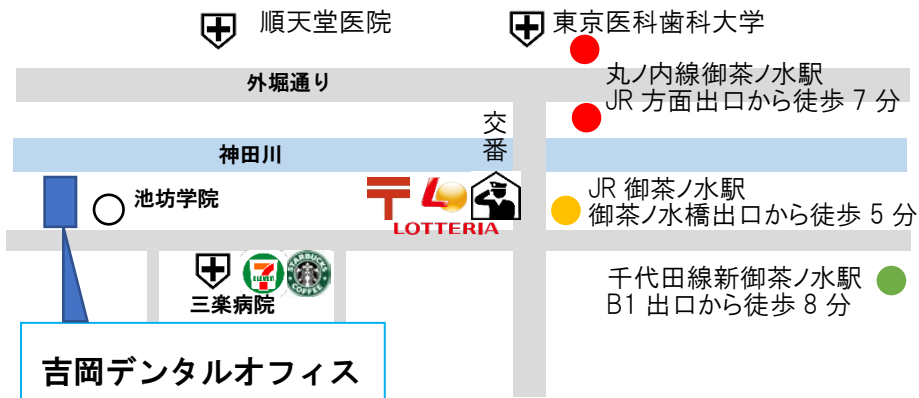 順天堂医院
東京医科歯科大学
外堀通り
丸ノ内線御茶ノ水駅
JR 方面出口から徒歩 7 分
交番
神田川
池坊学院
LOTTERIA
JR 御茶ノ水駅
御茶ノ水橋出口から徒歩 5 分
三楽病院
7
ELEVEN
STARBUCKS
COFFEE
千代田線新御茶ノ水駅
B1 出口から徒歩 8 分
吉岡デンタルオフィス